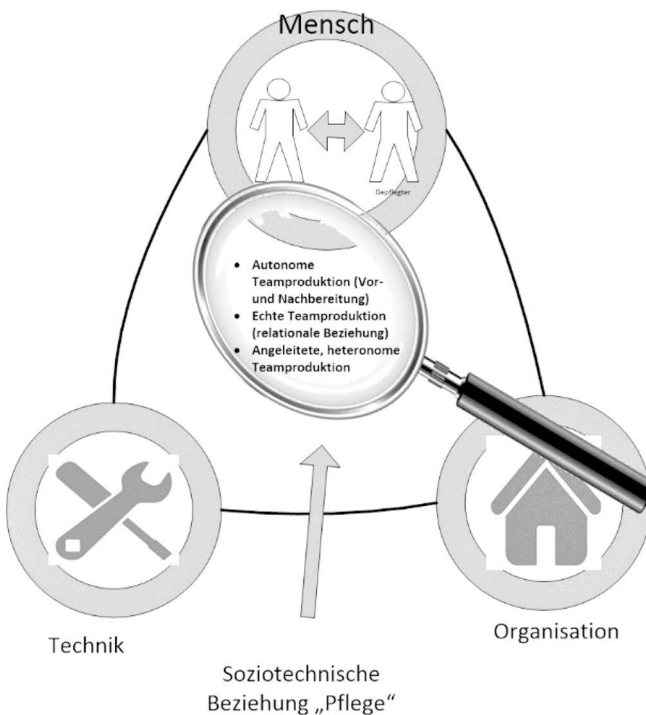 Mensch
Gepflegter
• Autonome
Teamproduktion (Vor-
und Nachbereitung)
• Echte Teamproduktion
(relationale Beziehung)
• Angeleitete, heteronome
Teamproduktion
Technik
Organisation
Soziotechnische
Beziehung „Pflege“